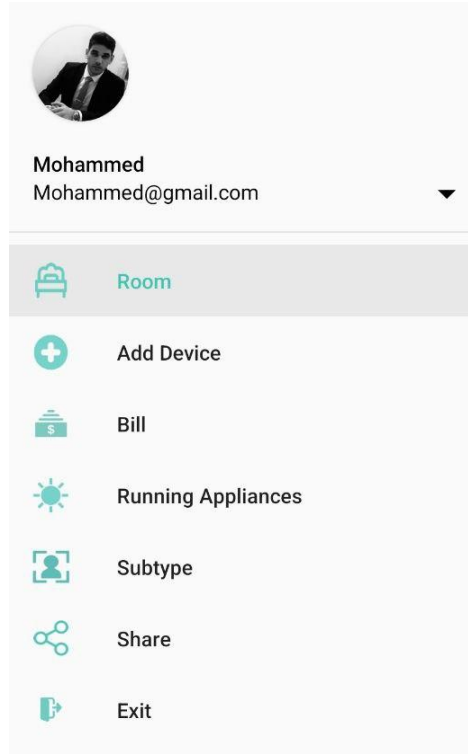 Mohammed
Mohammed@gmail.com
Room
Add Device
$
Bill
Running Appliances
Subtype
Share
Exit